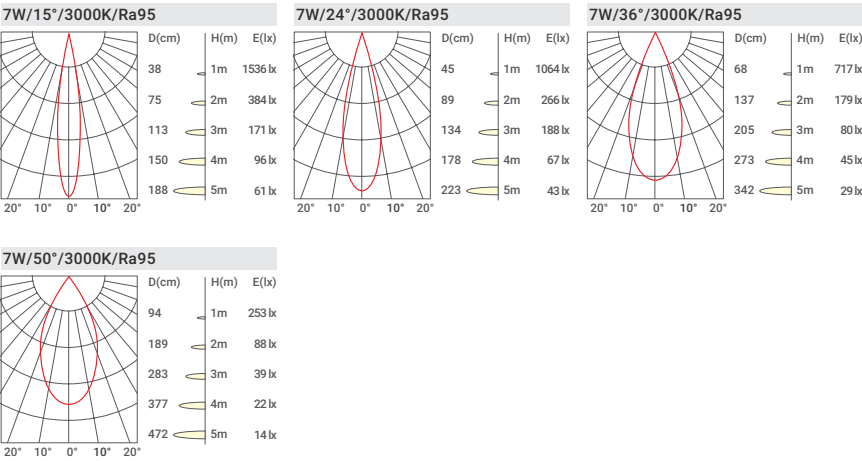 7W/15°/3000K/Ra95
D(cm) H(m) E(lx)
38 1m 1536 lx
75 2m 384 lx
113 3m 171 lx
150 4m 96 lx
188 5m 61 lx
20° 10° 0° 10° 20°
7W/24°/3000K/Ra95
D(cm) H(m) E(lx)
45 1m 1064 lx
89 2m 266 lx
134 3m 188 lx
178 4m 67 lx
223 5m 43 lx
20° 10° 0° 10° 20°
7W/36°/3000K/Ra95
D(cm) H(m) E(lx)
68 1m 717 lx
137 2m 179 lx
205 3m 80 lx
273 4m 45 lx
342 5m 29 lx
20° 10° 0° 10° 20°
7W/50°/3000K/Ra95
D(cm) H(m) E(lx)
94 1m 253 lx
189 2m 88 lx
283 3m 39 lx
377 4m 22 lx
472 5m 14 lx
20° 10° 0° 10° 20°